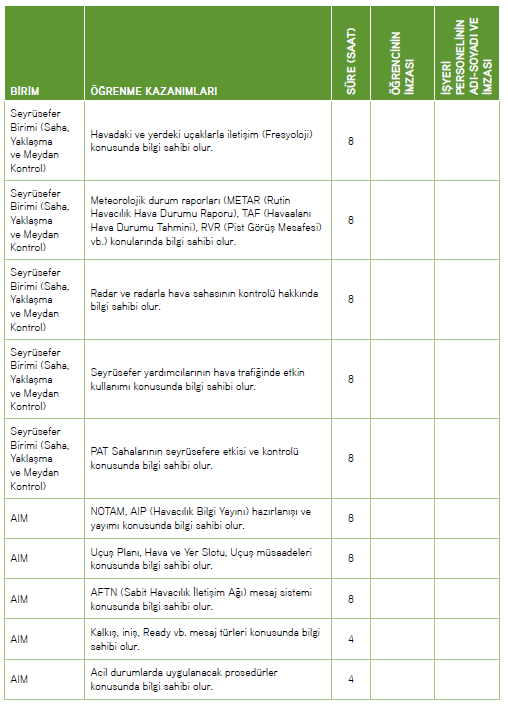 BİRİM
ÖĞRENME KAZANIMLARI
SÜRE (SAAT)
ÖĞRENCİNİN
İMZASI
İŞYERİ
PERSONELİNİN
ADI-SOYADI VE
İMZASI
Seyrüsefer
Birimi (Saha,
Yaklaşma
ve Meydan
Kontrol)
Havadaki ve yerdeki uçaklarla iletişim (Fresyoloji)
konusunda bilgi sahibi olur.
8
Seyrüsefer
Birimi (Saha,
Yaklaşma
ve Meydan
Kontrol)
Meteorolojik durum raporları (METAR (Rutin
Havacılık Hava Durumu Raporu), TAF (Havaalanı
Hava Durumu Tahmini), RVR (Pist Görüş Mesafesi)
vb.) konularında bilgi sahibi olur.
8
Seyrüsefer
Birimi (Saha,
Yaklaşma
ve Meydan
Kontrol)
Radar ve radarla hava sahasının kontrolü hakkında
bilgi sahibi olur.
8
Seyrüsefer
Birimi (Saha,
Yaklaşma
ve Meydan
Kontrol)
Seyrüsefer yardımcılarının hava trafiğinde etkin
kullanımı konusunda bilgi sahibi olur.
8
Seyrüsefer
Birimi (Saha,
Yaklaşma
ve Meydan
Kontrol)
PAT Sahalarının seyrüsefere etkisi ve kontrolü
konusunda bilgi sahibi olur.
8
AIM
NOTAM, AIP (Havacılık Bilgi Yayını) hazırlanışı ve
yayımı konusunda bilgi sahibi olur.
8
AIM
Uçuş Planı, Hava ve Yer Slotu, Uçuş müsaadeleri
konusunda bilgi sahibi olur.
8
AIM
AFTN (Sabit Havacılık İletişim Ağı) mesaj sistemi
konusunda bilgi sahibi olur.
8
AIM
Kalkış, iniş, Ready vb. mesaj türleri konusunda bilgi
sahibi olur.
4
AIM
Acil durumlarda uygulanacak prosedürler
konusunda bilgi sahibi olur.
4